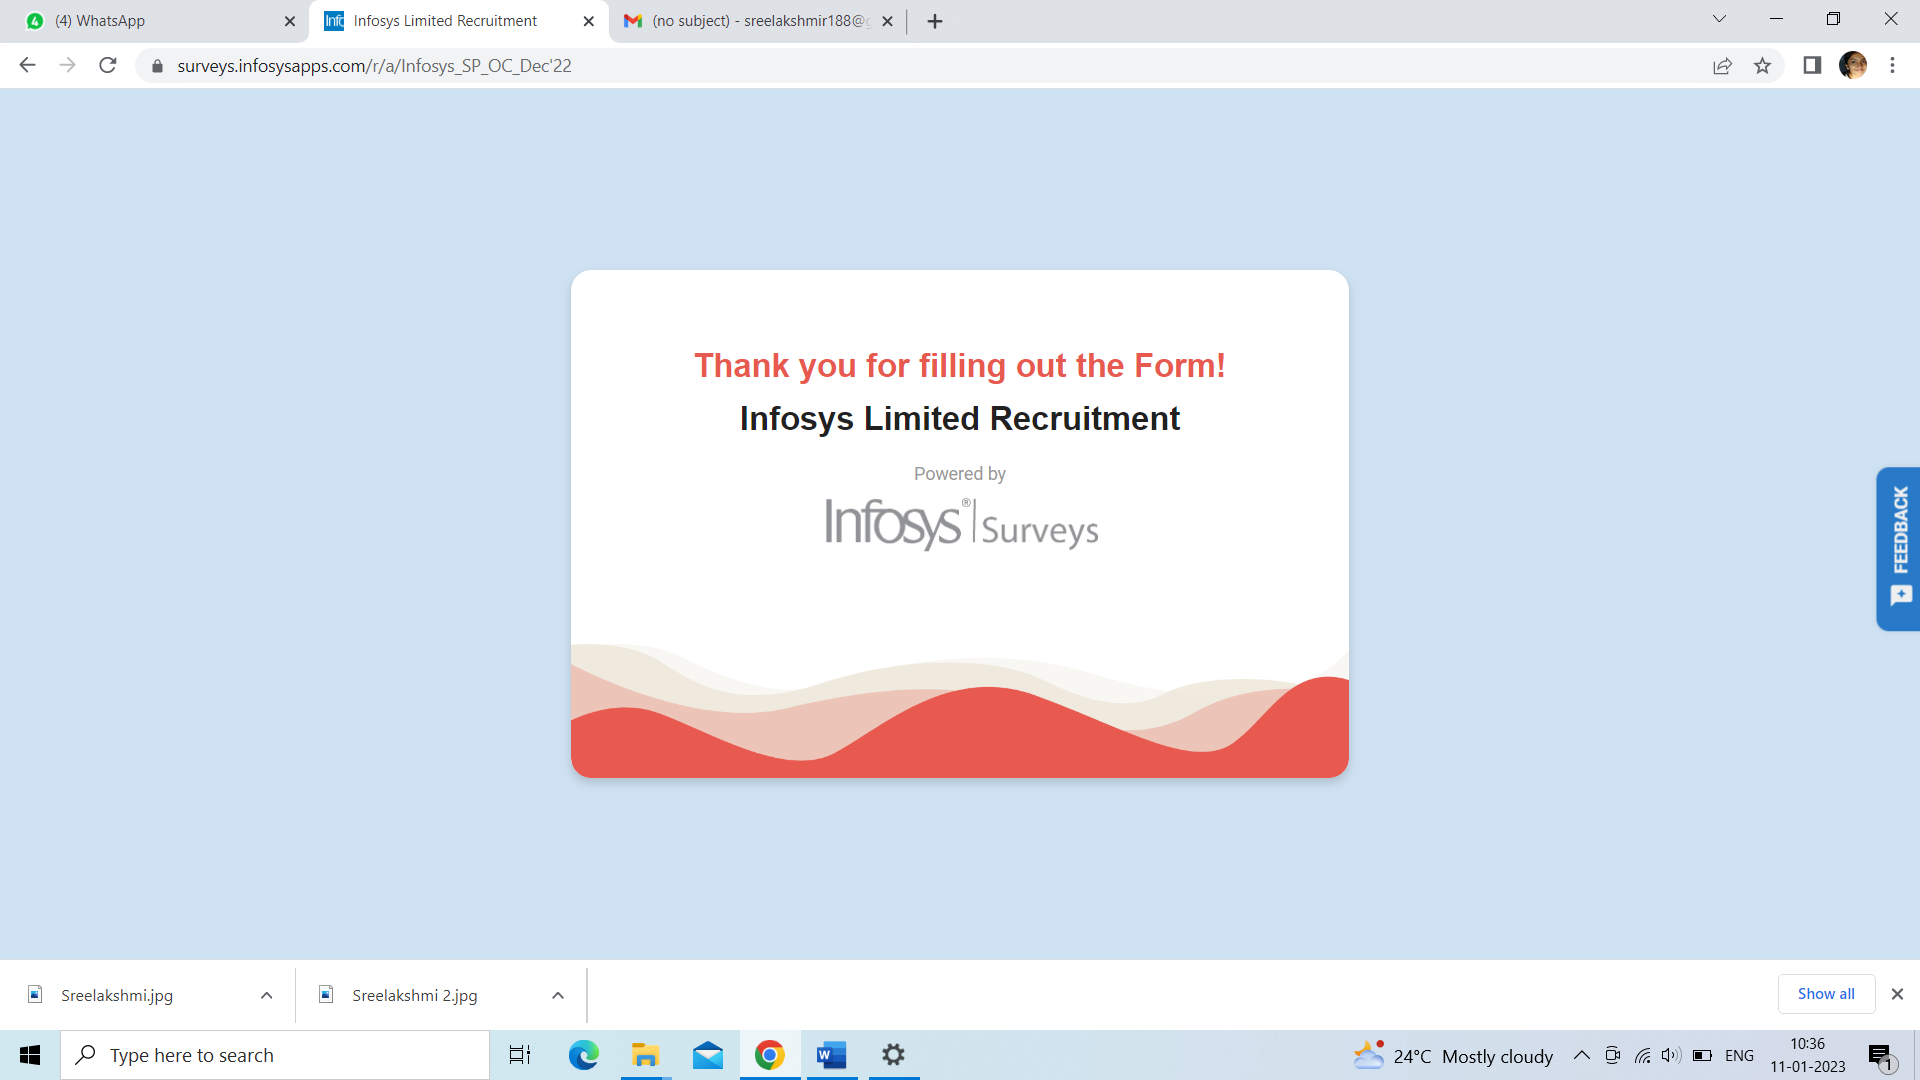 (4) WhatsApp
Infosys Limited Recruitment
(no subject) - sreelakshmir188@g
surveys.infosysapps.com/r/a/Infosys_SP_OC_Dec'22
Thank you for filling out the Form!
Infosys Limited Recruitment
Powered by
Infosys® | Surveys
FEEDBACK
Sreelakshmi.jpg
Sreelakshmi 2.jpg
Show all
Type here to search
24°C Mostly cloudy
ENG
10:36
11-01-2023
1